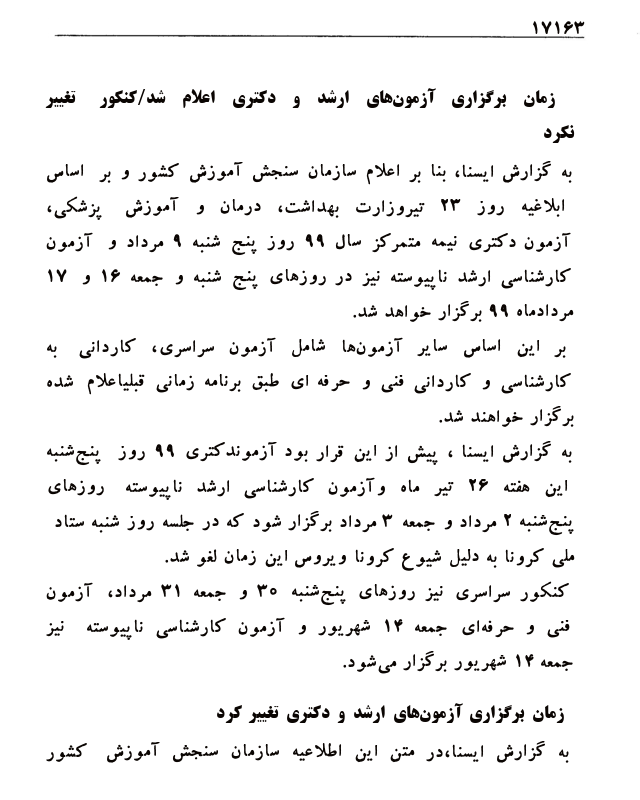 ۱۷۱۶۳
زمان برگزاری آزمون‌های ارشد و دکتری اعلام شد/کنکور تغییر
نکرد
به گزارش ایسنا، بنا بر اعلام سازمان سنجش آموزش کشور و بر اساس
ابلاغیه روز ۲۳ تیروزارت بهداشت، درمان و آموزش پزشکی،
آزمون دکتری نیمه متمرکز سال ۹۹ روز پنج شنبه ۹ مرداد و آزمون
کارشناسی ارشد ناپیوسته نیز در روزهای پنج شنبه و جمعه ۱۶ و ۱۷
مردادماه ۹۹ برگزار خواهد شد.
بر این اساس سایر آزمون‌ها شامل آزمون سراسری، کاردانی به
کارشناسی و کاردانی فنی و حرفه ای طبق برنامه زمانی قبلیاعلام شده
برگزار خواهند شد.
به گزارش ایسنا ، پیش از این قرار بود آزموندکتری ۹۹ روز پنج‌شنبه
این هفته ۲۶ تیر ماه وآزمون کارشناسی ارشد ناپیوسته روزهای
پنج‌شنبه ۲ مرداد و جمعه ۳ مرداد برگزار شود که در جلسه روز شنبه ستاد
ملی کرونا به دلیل شیوع کرونا ویروس این زمان لغو شد.
کنکور سراسری نیز روزهای پنج‌شنبه ۳۰ و جمعه ۳۱ مرداد، آزمون
فنی و حرفه‌ای جمعه ۱۴ شهریور و آزمون کارشناسی ناپیوسته نیز
جمعه ۱۴ شهریور برگزار می‌شود.
زمان برگزاری آزمون‌های ارشد و دکتری تغییر کرد
به گزارش ایسنا،در متن این اطلاعیه سازمان سنجش آموزش کشور